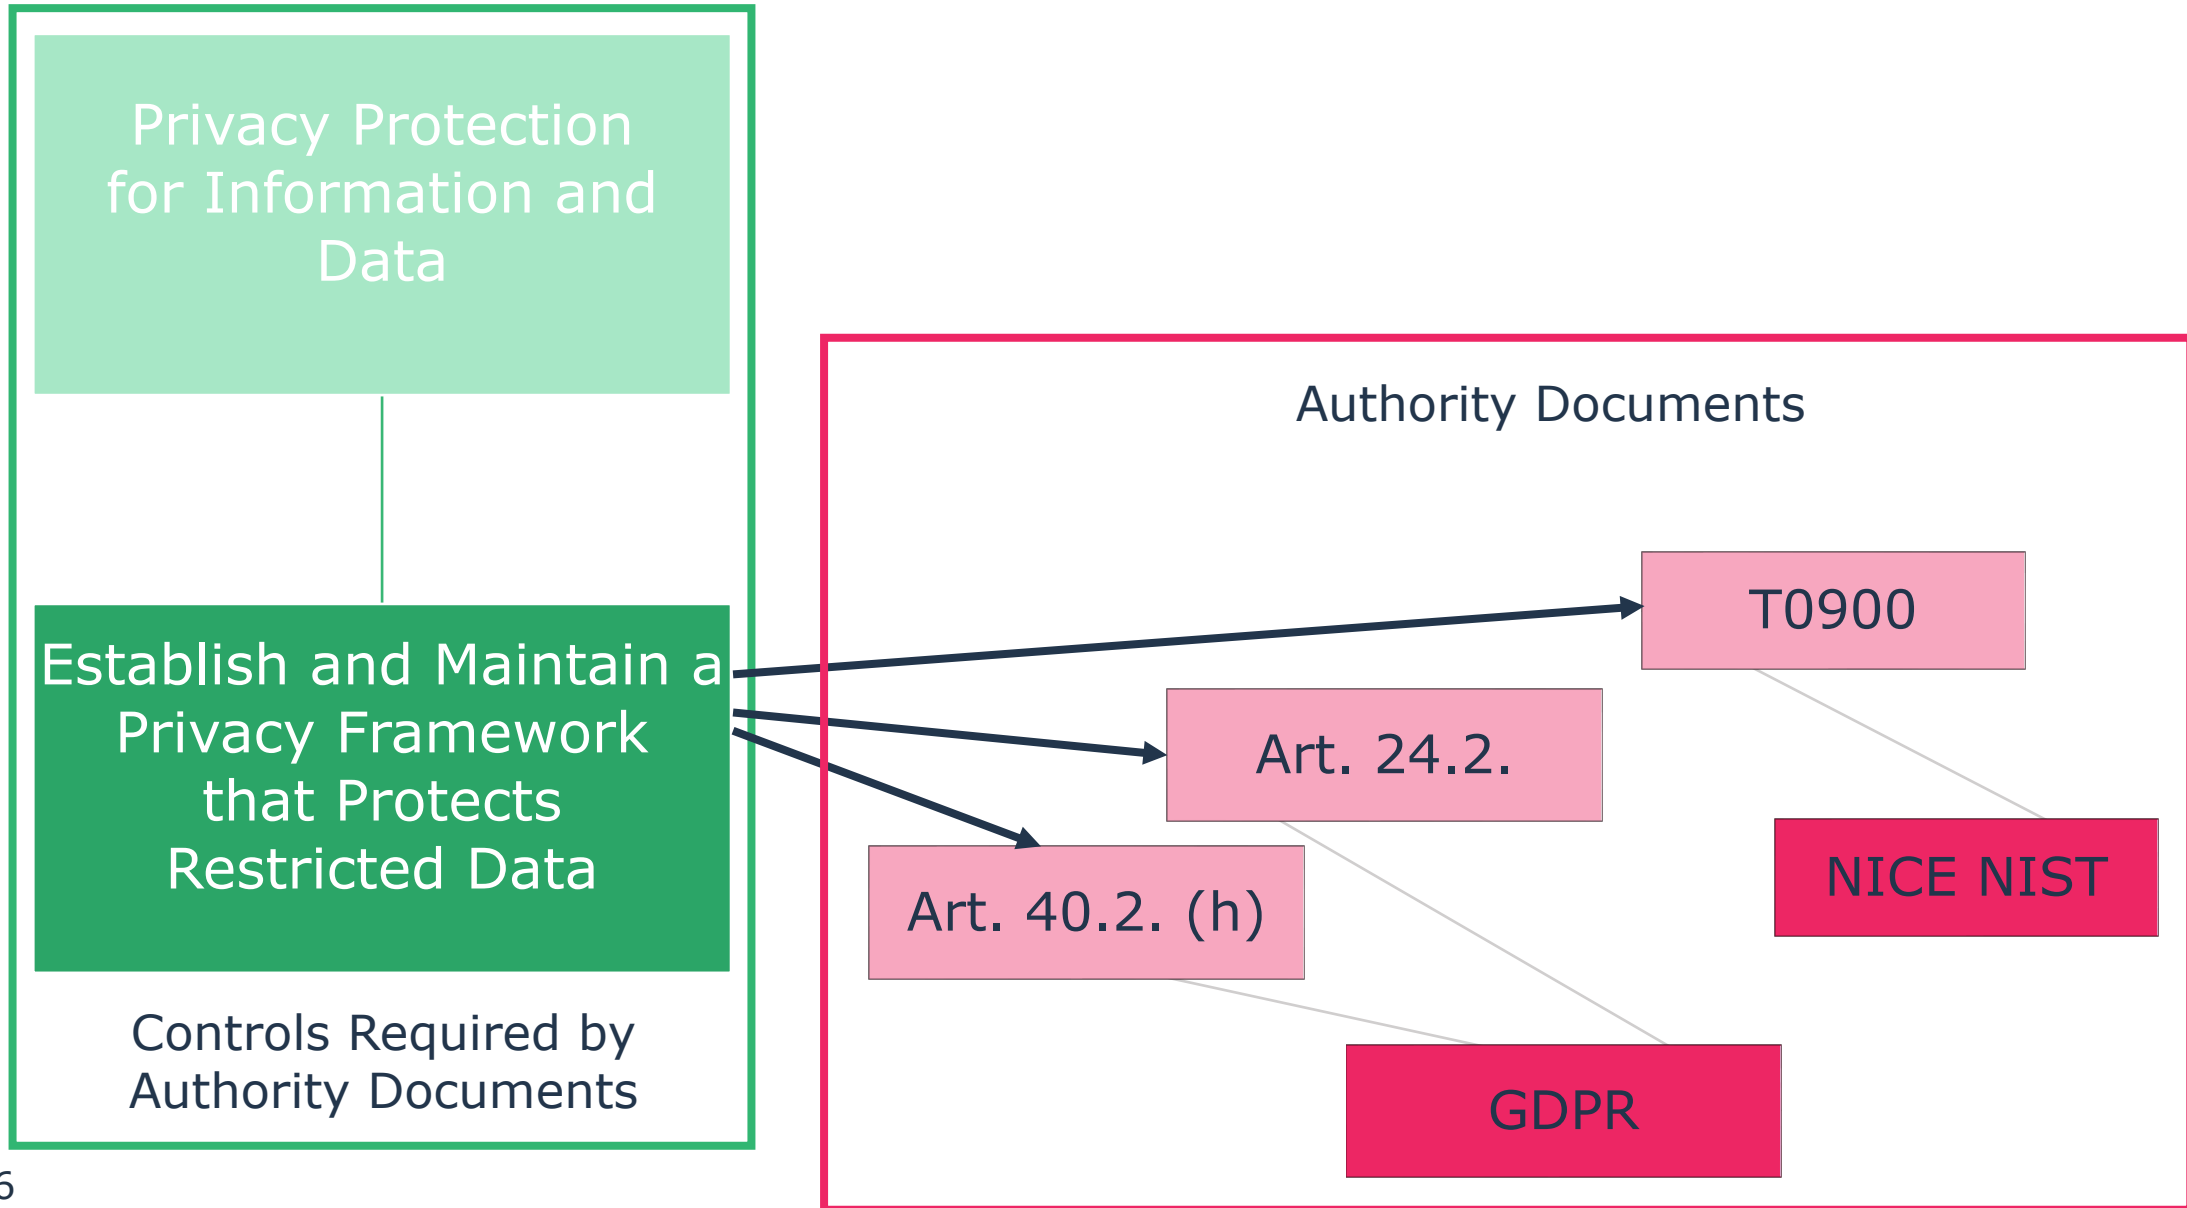 Privacy Protection
for Information and
Data
Establish and Maintain a
Privacy Framework
that Protects
Restricted Data
Controls Required by
Authority Documents
Authority Documents
T0900
Art. 24.2.
Art. 40.2. (h)
NICE NIST
GDPR
6